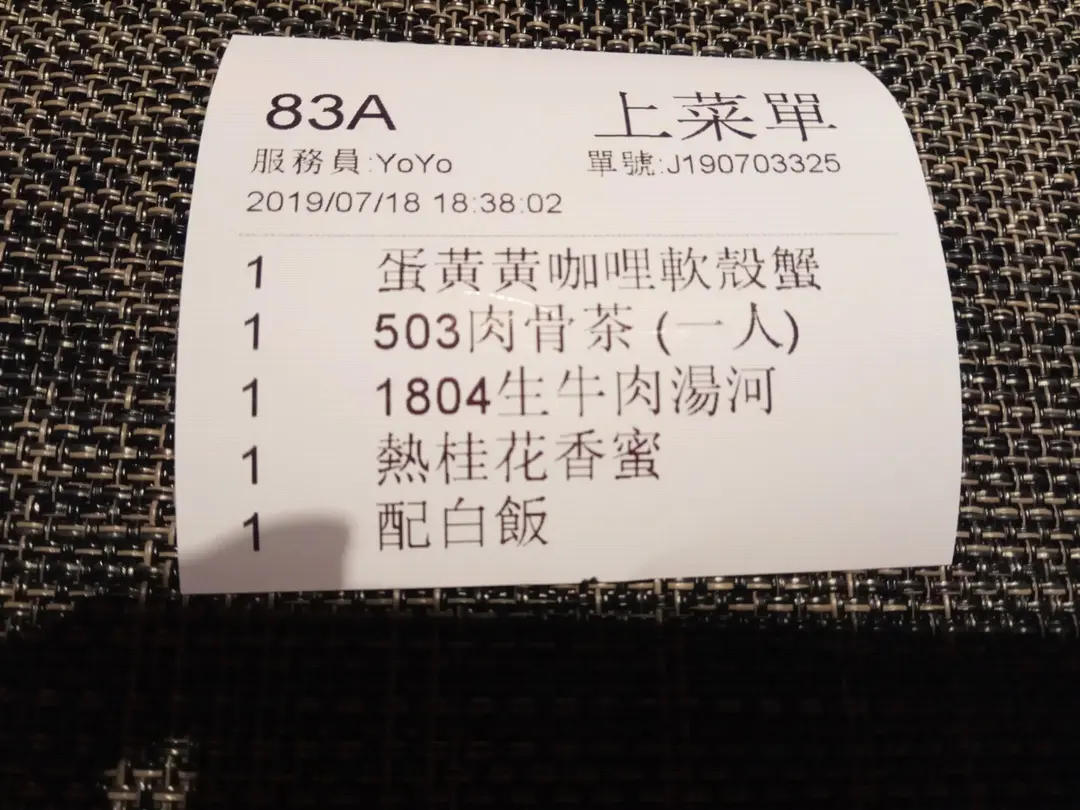 83A 上菜單
服務員:YoYo 單號:J190703325
2019/07/18 18:38:02
1 蛋黃黃咖哩軟殼蟹
1 503肉骨茶 (一人)
1 1804生牛肉湯河
1 熱桂花香蜜
1 配白飯